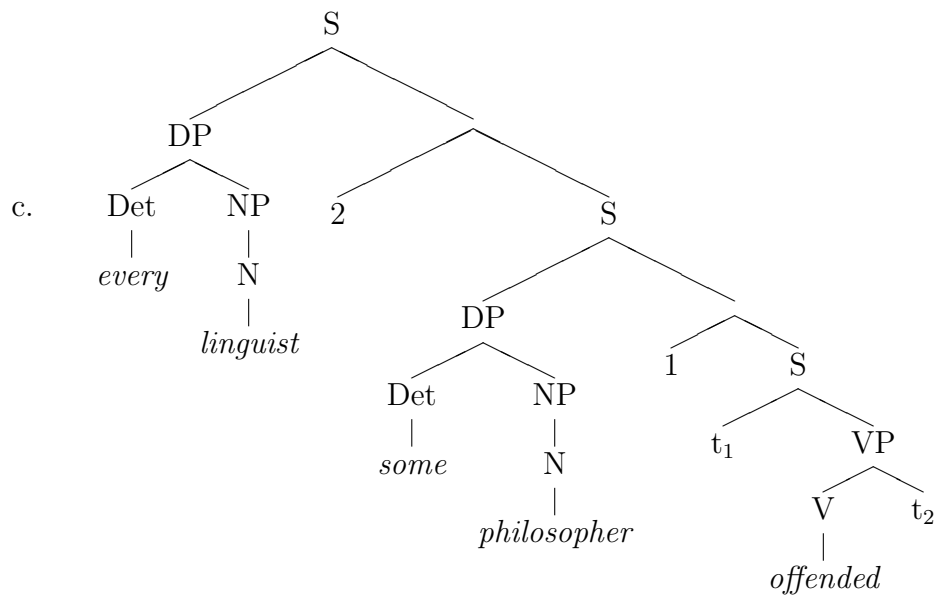 S
DP
c. Det NP 2 S
every N
linguist
DP
1 S
Det NP
t₁ VP
some N
V t₂
philosopher
offended